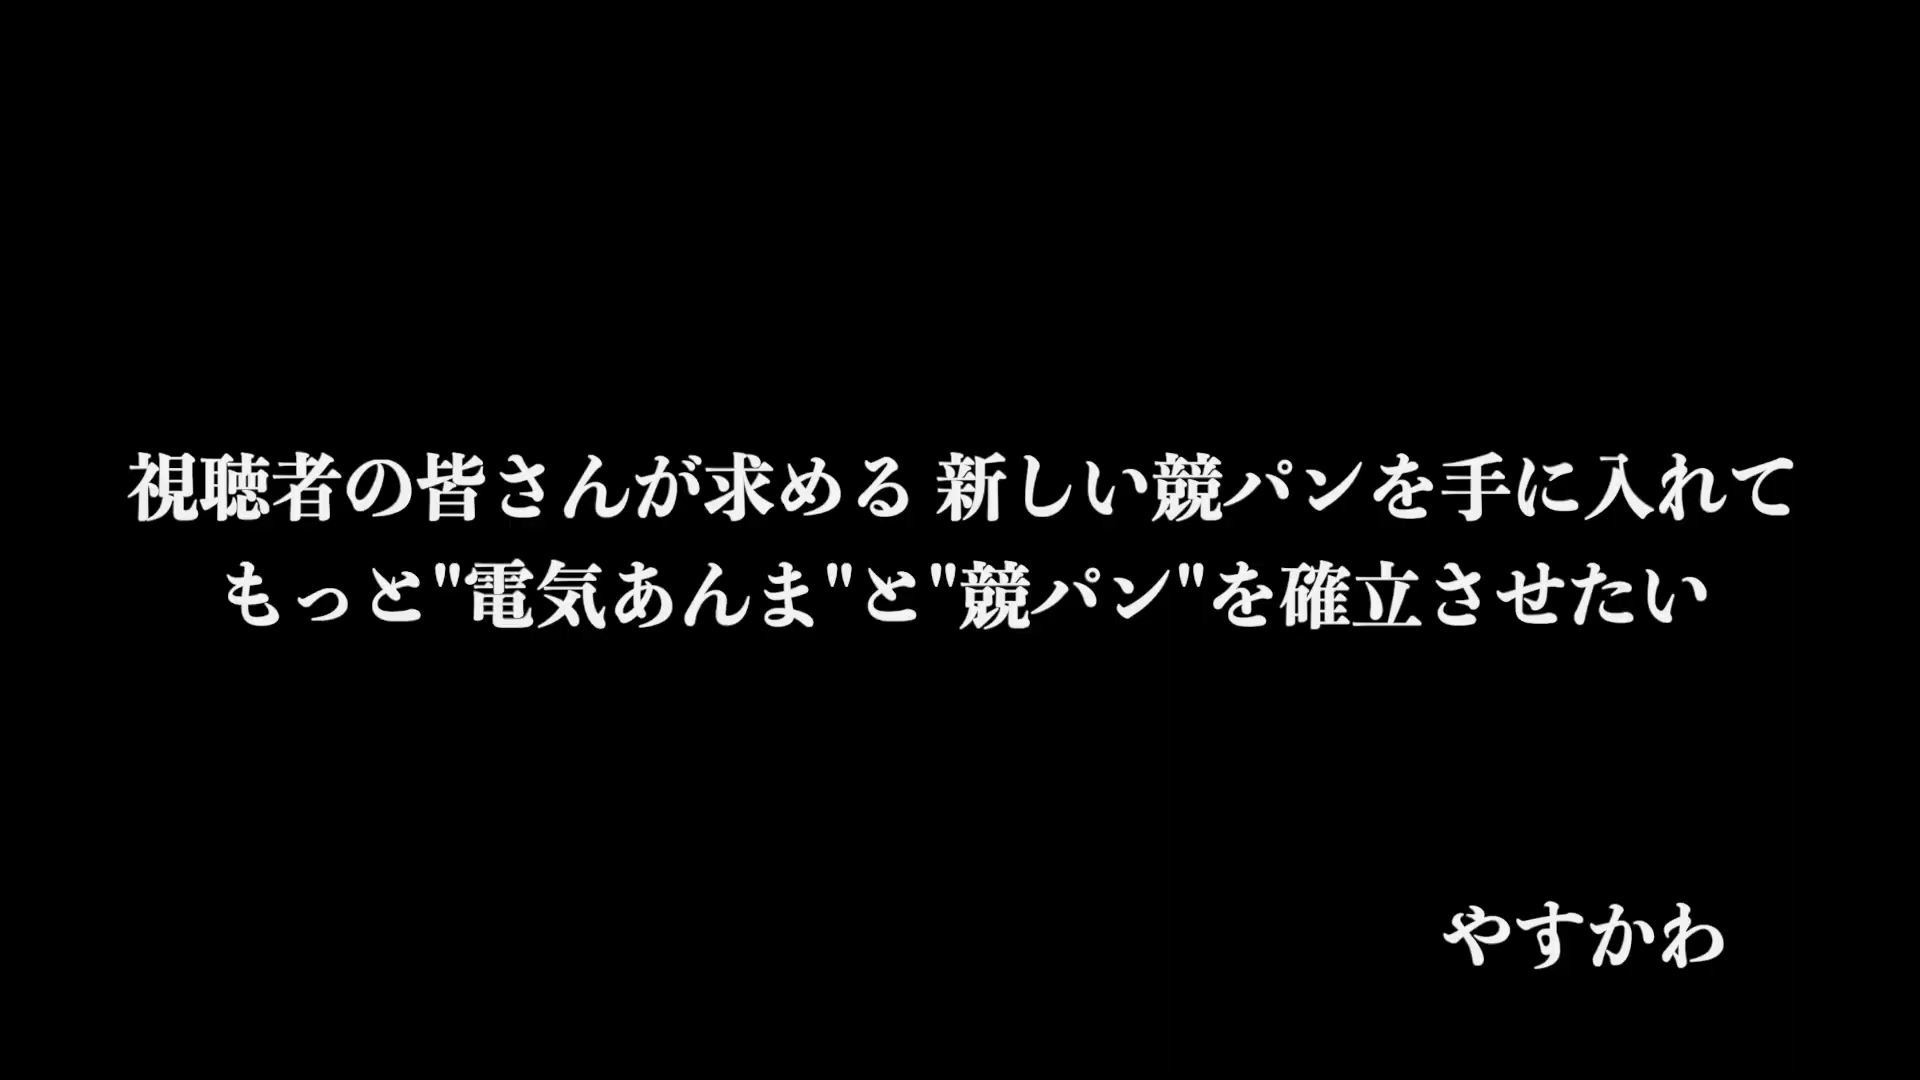 視聴者の皆さんが求める 新しい競パンを手に入れて
もっと"電気あんま"と"競パン"を確立させたい
やすかわ